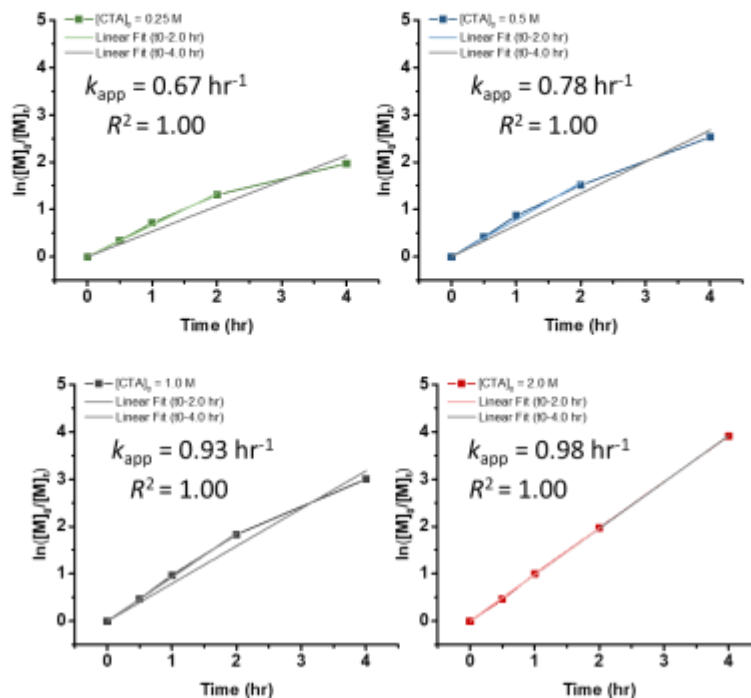 [CTA]₀ = 0.25 M
Linear Fit (t0-2.0 hr)
Linear Fit (t0-4.0 hr)
k_app = 0.67 hr⁻¹
R² = 1.00
ln([M]₀/[M]ₜ)
5
4
3
2
1
0
0
1
2
3
4
Time (hr)
[CTA]₀ = 0.5 M
Linear Fit (t0-2.0 hr)
Linear Fit (t0-4.0 hr)
k_app = 0.78 hr⁻¹
R² = 1.00
ln([M]₀/[M]ₜ)
5
4
3
2
1
0
0
1
2
3
4
Time (hr)
[CTA]₀ = 1.0 M
Linear Fit (t0-2.0 hr)
Linear Fit (t0-4.0 hr)
k_app = 0.93 hr⁻¹
R² = 1.00
ln([M]₀/[M]ₜ)
5
4
3
2
1
0
0
1
2
3
4
Time (hr)
[CTA]₀ = 2.0 M
Linear Fit (t0-2.0 hr)
Linear Fit (t0-4.0 hr)
k_app = 0.98 hr⁻¹
R² = 1.00
ln([M]₀/[M]ₜ)
5
4
3
2
1
0
0
1
2
3
4
Time (hr)